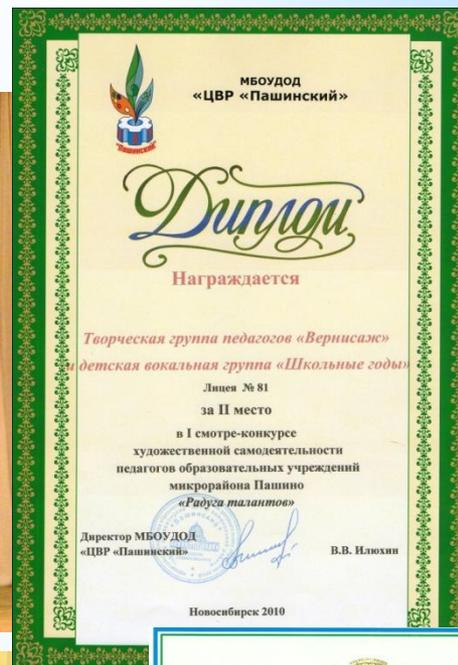 МБОУДОД
«ЦВР «Пашинский»
"Пашинский"
Диплом
Награждается
Творческая группа педагогов «Вернисаж»
и детская вокальная группа «Школьные годы»
Лицея № 81
за II место
в I смотре-конкурсе
художественной самодеятельности
педагогов образовательных учреждений
микрорайона Пашино
«Радуга талантов»
Директор МБОУДОД
«ЦВР «Пашинский»
В.В. Илюхин
Новосибирск 2010